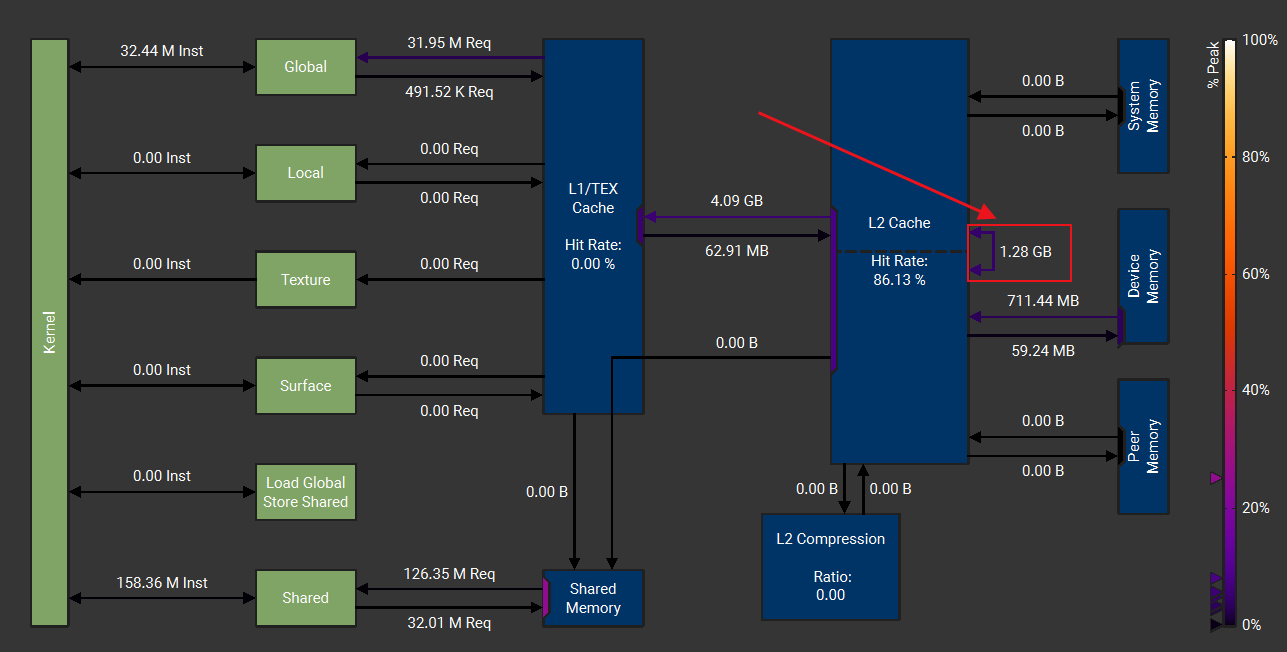 Kernel
32.44 M Inst
Global
31.95 M Req
491.52 K Req
0.00 Inst
Local
0.00 Req
0.00 Req
0.00 Inst
Texture
0.00 Req
0.00 Inst
Surface
0.00 Req
0.00 Req
0.00 Inst
Load Global
Store Shared
158.36 M Inst
Shared
126.35 M Req
32.01 M Req
L1/TEX
Cache
Hit Rate:
0.00 %
4.09 GB
62.91 MB
0.00 B
0.00 B
Shared
Memory
L2 Cache
Hit Rate:
86.13 %
0.00 B
0.00 B
L2 Compression
Ratio:
0.00
0.00 B
0.00 B
System
Memory
1.28 GB
711.44 MB
59.24 MB
Device
Memory
0.00 B
0.00 B
Peer
Memory
% Peak
100%
80%
60%
40%
20%
0%